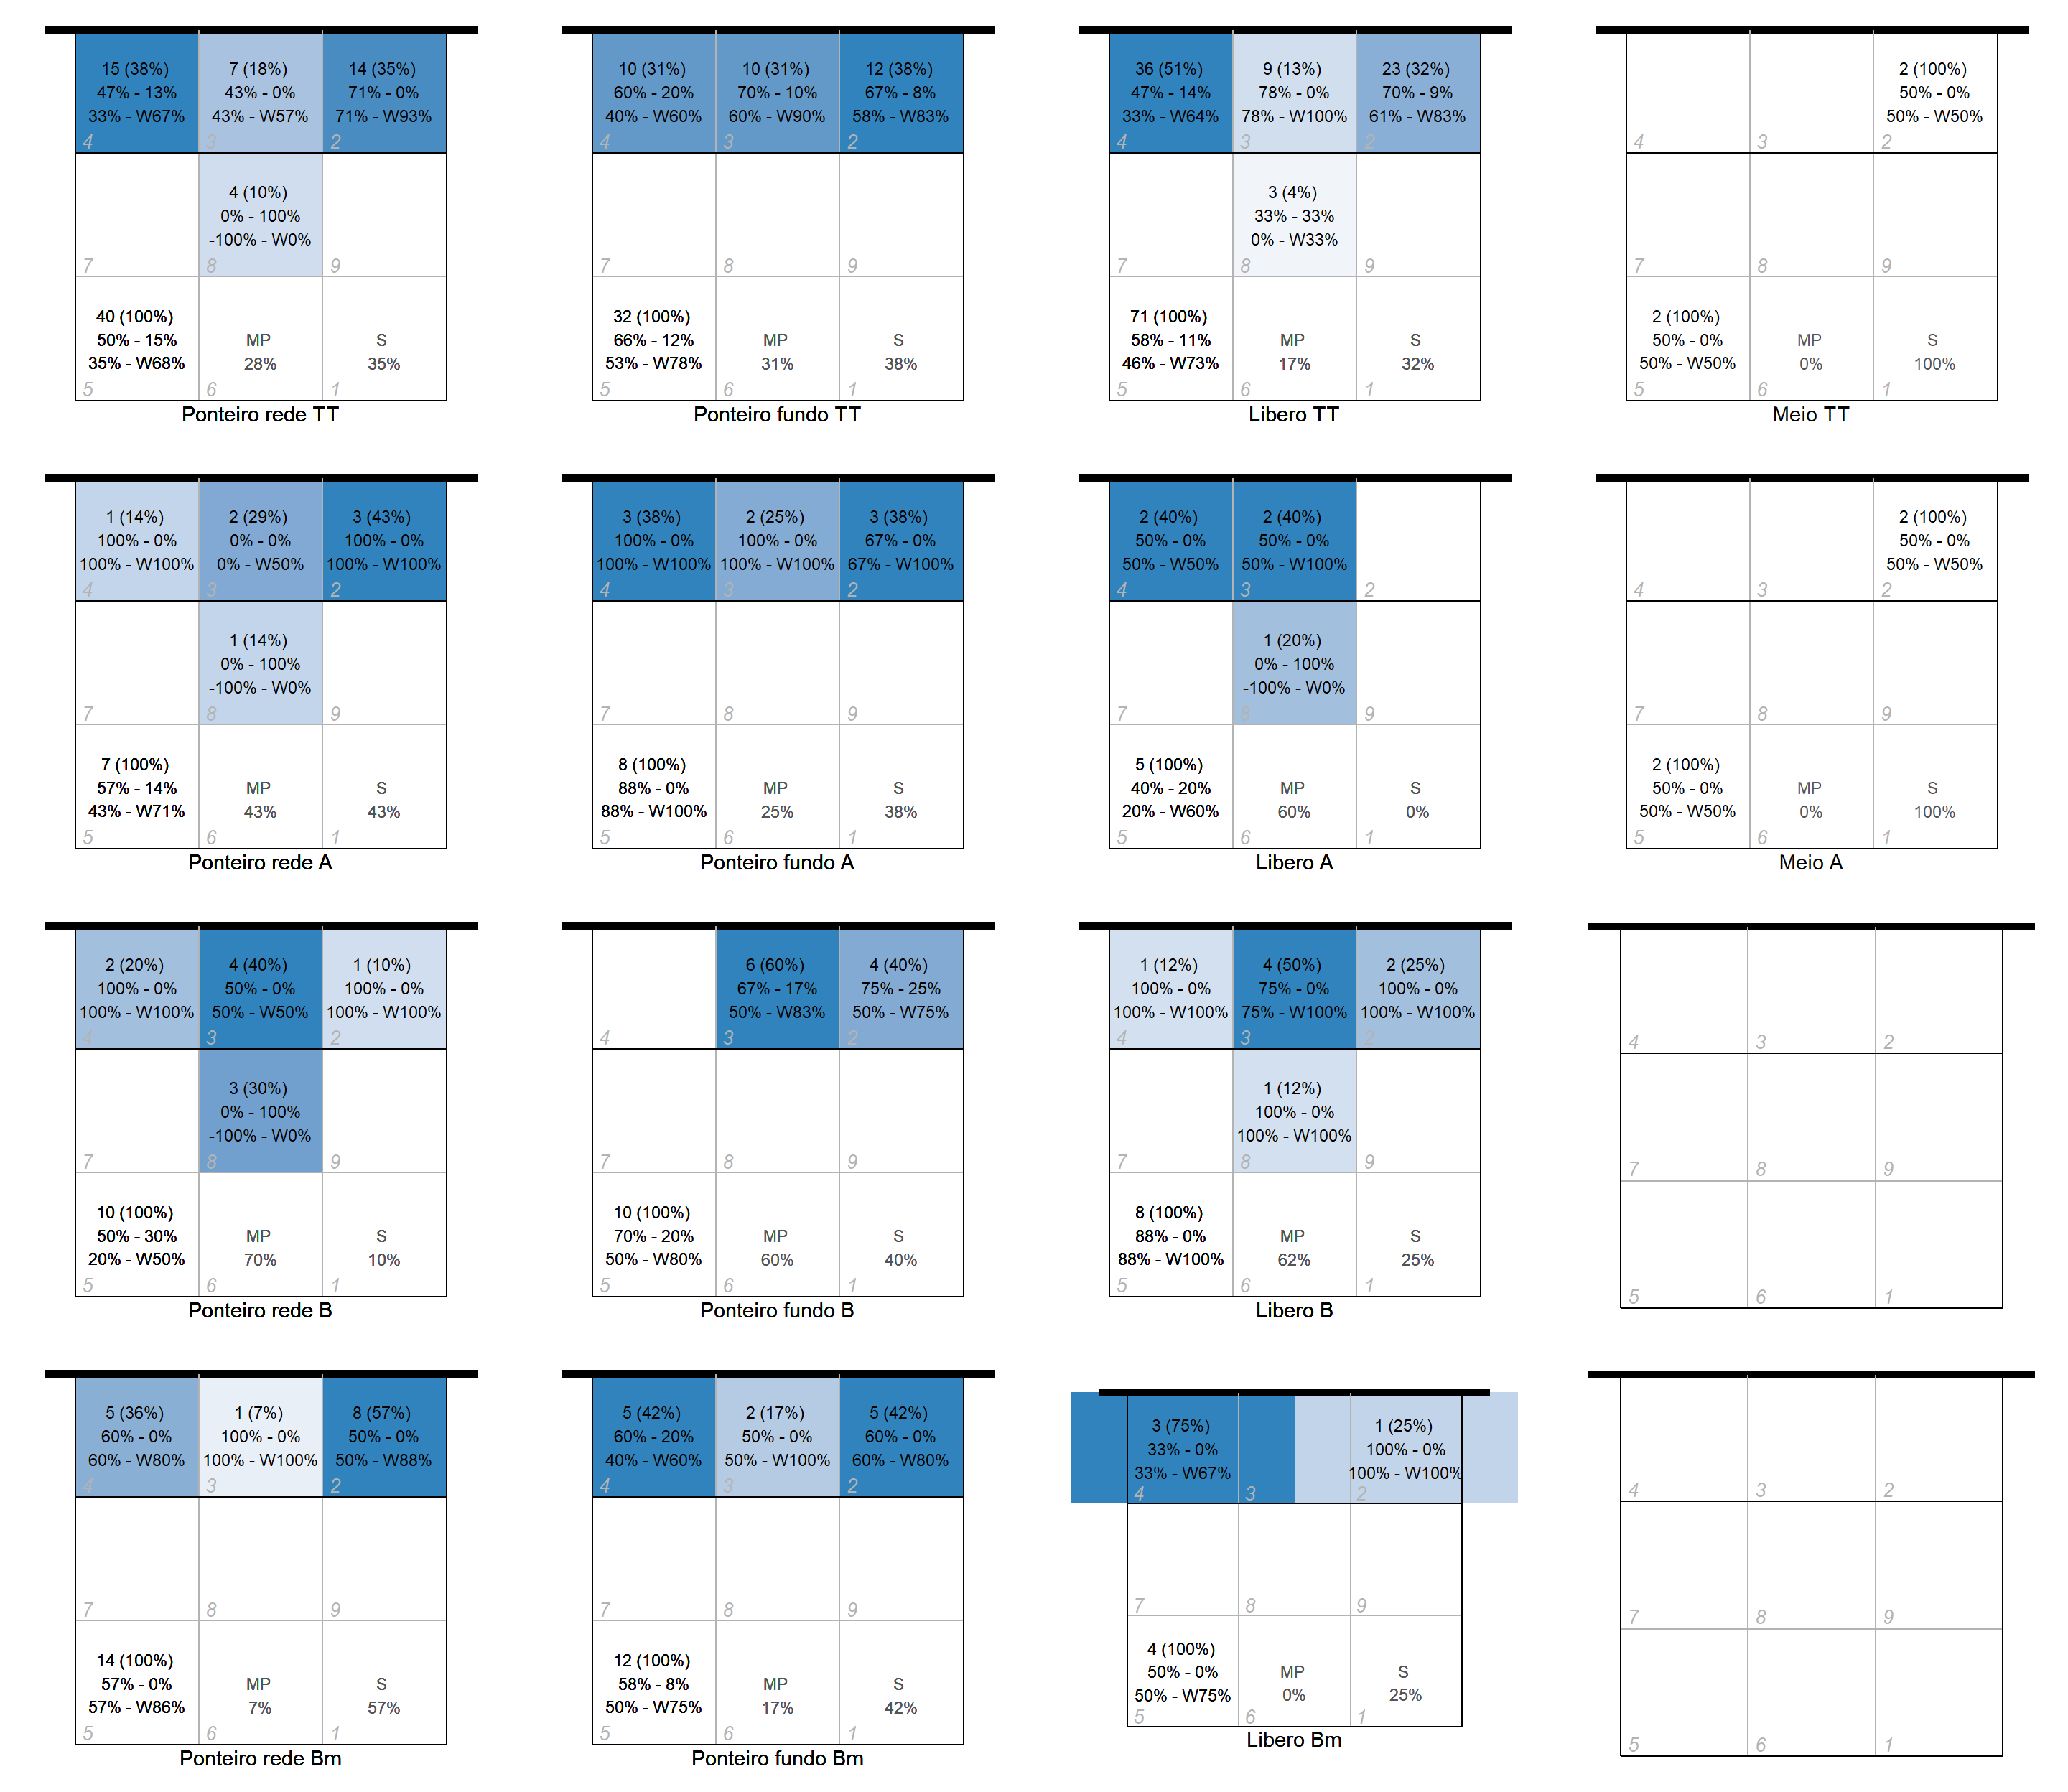 15 (38%)
47% - 13%
33% - W67%
4
7 (18%)
43% - 0%
43% - W57%
3
14 (35%)
71% - 0%
71% - W93%
2
7
4 (10%)
0% - 100%
-100% - W0%
8
9
40 (100%)
50% - 15%
35% - W68%
5
MP
28%
6
S
35%
1
Ponteiro rede TT
10 (31%)
60% - 20%
40% - W60%
4
10 (31%)
70% - 10%
60% - W90%
3
12 (38%)
67% - 8%
58% - W83%
2
7
8
9
32 (100%)
66% - 12%
53% - W78%
5
MP
31%
6
S
38%
1
Ponteiro fundo TT
36 (51%)
47% - 14%
33% - W64%
4
9 (13%)
78% - 0%
78% - W100%
3
23 (32%)
70% - 9%
61% - W83%
2
7
3 (4%)
33% - 33%
0% - W33%
8
9
71 (100%)
58% - 11%
46% - W73%
5
MP
17%
6
S
32%
1
Libero TT
4
3
2 (100%)
50% - 0%
50% - W50%
2
7
8
9
2 (100%)
50% - 0%
50% - W50%
5
MP
0%
6
S
100%
1
Meio TT
1 (14%)
100% - 0%
100% - W100%
4
2 (29%)
0% - 0%
0% - W50%
3
3 (43%)
100% - 0%
100% - W100%
2
7
1 (14%)
0% - 100%
-100% - W0%
8
9
7 (100%)
57% - 14%
43% - W71%
5
MP
43%
6
S
43%
1
Ponteiro rede A
3 (38%)
100% - 0%
100% - W100%
4
2 (25%)
100% - 0%
100% - W100%
3
3 (38%)
67% - 0%
67% - W100%
2
7
8
9
8 (100%)
88% - 0%
88% - W100%
5
MP
25%
6
S
38%
1
Ponteiro fundo A
2 (40%)
50% - 0%
50% - W50%
4
2 (40%)
50% - 0%
50% - W100%
3
2
7
1 (20%)
0% - 100%
-100% - W0%
8
9
5 (100%)
40% - 20%
20% - W60%
5
MP
60%
6
S
0%
1
Libero A
4
3
2 (100%)
50% - 0%
50% - W50%
2
7
8
9
2 (100%)
50% - 0%
50% - W50%
5
MP
0%
6
S
100%
1
Meio A
2 (20%)
100% - 0%
100% - W100%
4
4 (40%)
50% - 0%
50% - W50%
3
1 (10%)
100% - 0%
100% - W100%
2
7
3 (30%)
0% - 100%
-100% - W0%
8
9
10 (100%)
50% - 30%
20% - W50%
5
MP
70%
6
S
10%
1
Ponteiro rede B
4
6 (60%)
67% - 17%
50% - W83%
3
4 (40%)
75% - 25%
50% - W75%
2
7
8
9
10 (100%)
70% - 20%
50% - W80%
5
MP
60%
6
S
40%
1
Ponteiro fundo B
1 (12%)
100% - 0%
100% - W100%
4
4 (50%)
75% - 0%
75% - W100%
3
2 (25%)
100% - 0%
100% - W100%
2
7
1 (12%)
100% - 0%
100% - W100%
8
9
8 (100%)
88% - 0%
88% - W100%
5
MP
62%
6
S
25%
1
Libero B
4
3
2
7
8
9
5
6
1
5 (36%)
60% - 0%
60% - W80%
4
1 (7%)
100% - 0%
100% - W100%
3
8 (57%)
50% - 0%
50% - W88%
2
7
8
9
14 (100%)
57% - 0%
57% - W86%
5
MP
7%
6
S
57%
1
Ponteiro rede Bm
5 (42%)
60% - 20%
40% - W60%
4
2 (17%)
50% - 0%
50% - W100%
3
5 (42%)
60% - 0%
60% - W80%
2
7
8
9
12 (100%)
58% - 8%
50% - W75%
5
MP
17%
6
S
42%
1
Ponteiro fundo Bm
3 (75%)
33% - 0%
33% - W67%
4
3
1 (25%)
100% - 0%
100% - W100%
2
7
8
9
4 (100%)
50% - 0%
50% - W75%
5
MP
0%
6
S
25%
1
Libero Bm
4
3
2
7
8
9
5
6
1